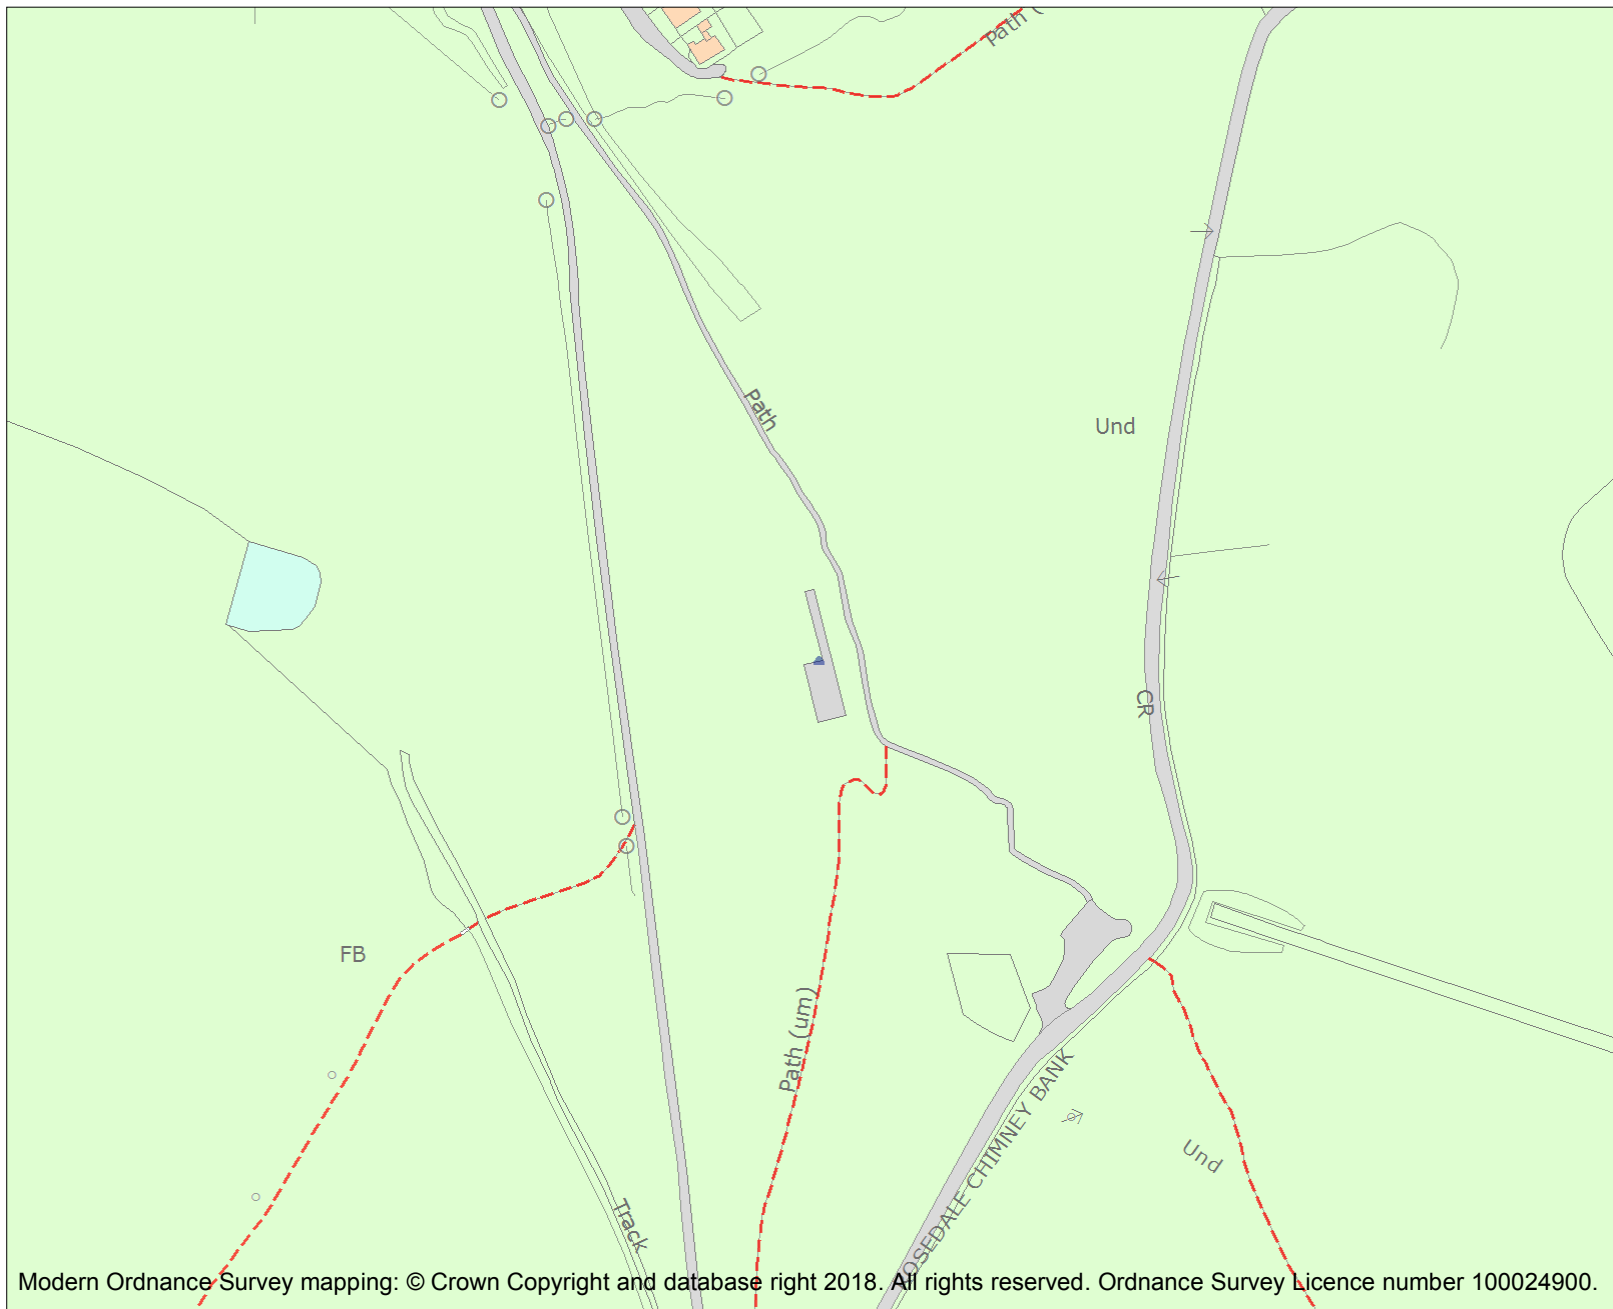 Path (
Path
Und
CR
FB
Path (um)
OSEDALE CHIMNEY BANK
Und
Track
Modern Ordnance Survey mapping: © Crown Copyright and database right 2018. All rights reserved. Ordnance Survey Licence number 100024900.